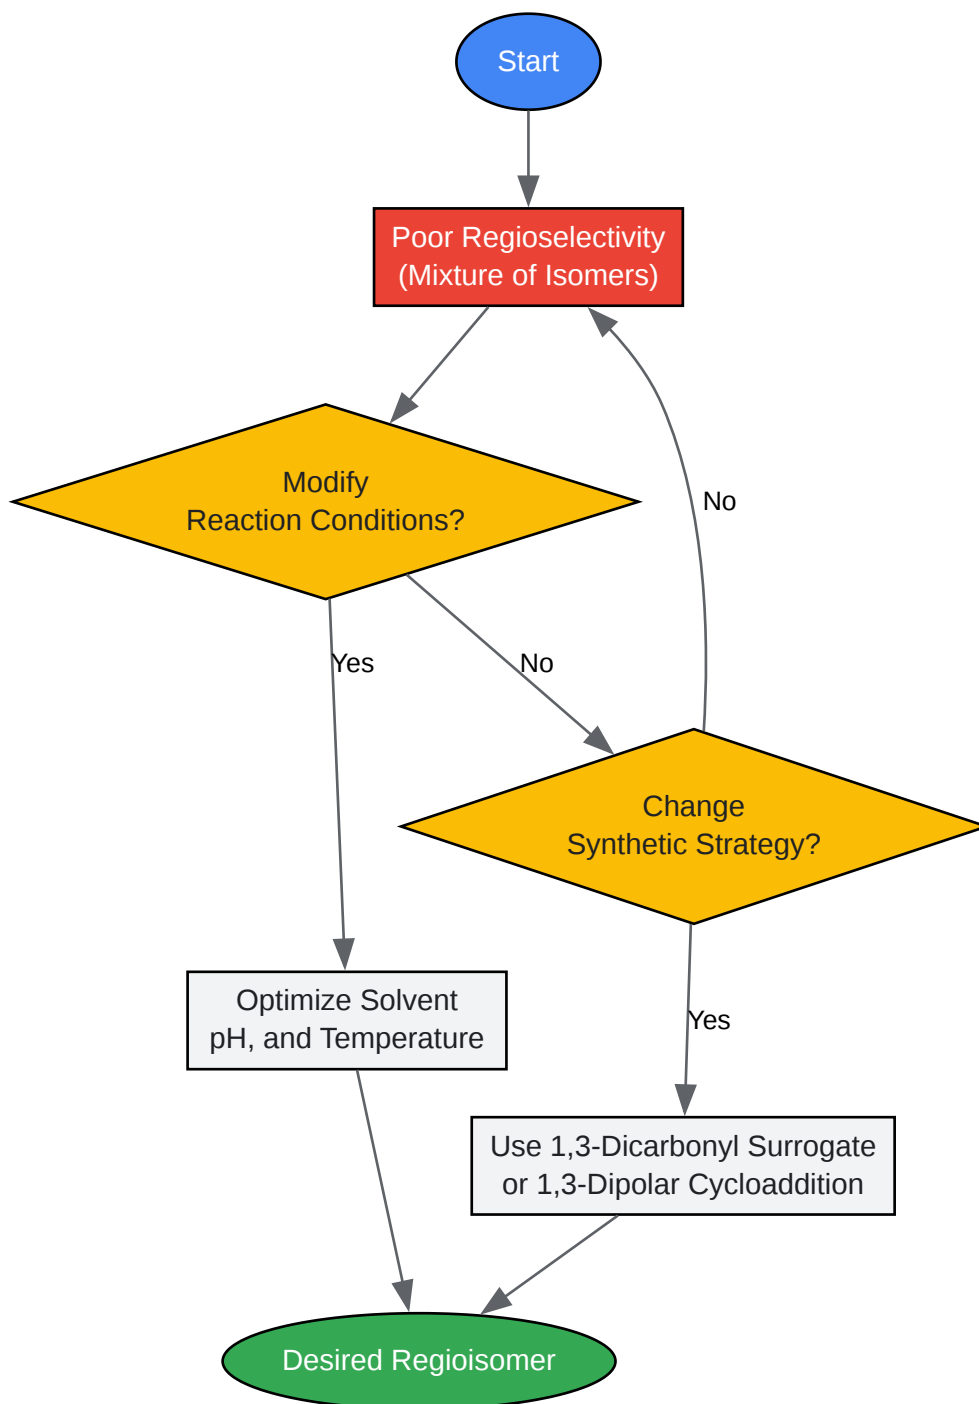 Start
Poor Regioselectivity
(Mixture of Isomers)
Modify
Reaction Conditions?
No
Yes
No
Change
Synthetic Strategy?
Optimize Solvent
pH, and Temperature
Yes
Use 1,3-Dicarbonyl Surrogate
or 1,3-Dipolar Cycloaddition
Desired Regioisomer